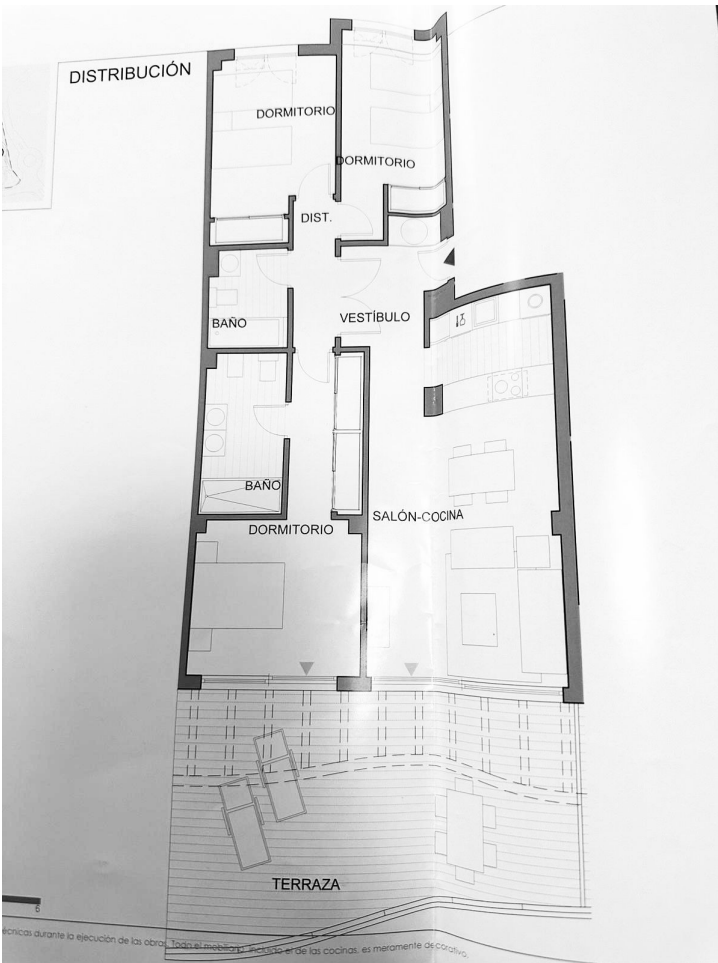 DISTRIBUCIÓN
DORMITORIO
DORMITORIO
DIST.
BAÑO
VESTÍBULO
BAÑO
SALÓN-COCINA
DORMITORIO
TERRAZA
6
écnicas durante la ejecución de las obras. Todo el mobiliario, incluido el de las cocinas, es meramente decorativo.